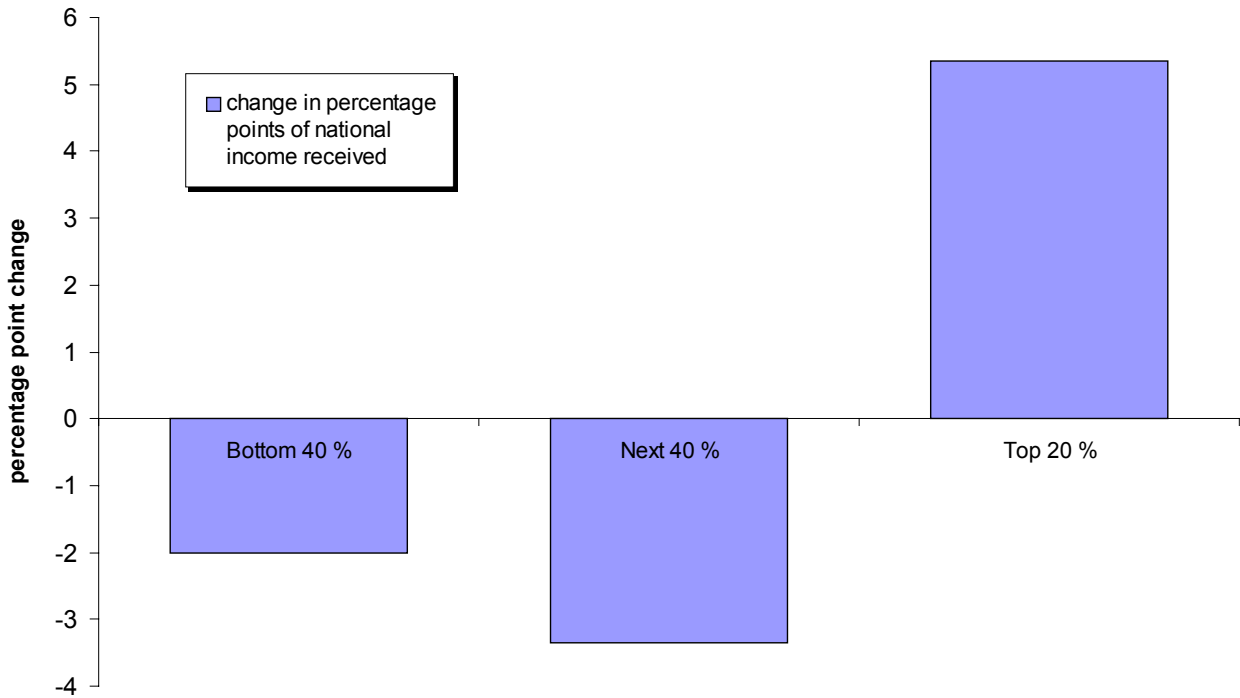 6
5
4
3
2
1
0
-1
-2
-3
-4
percentage point change
change in percentage
points of national
income received
Bottom 40 %
Next 40 %
Top 20 %